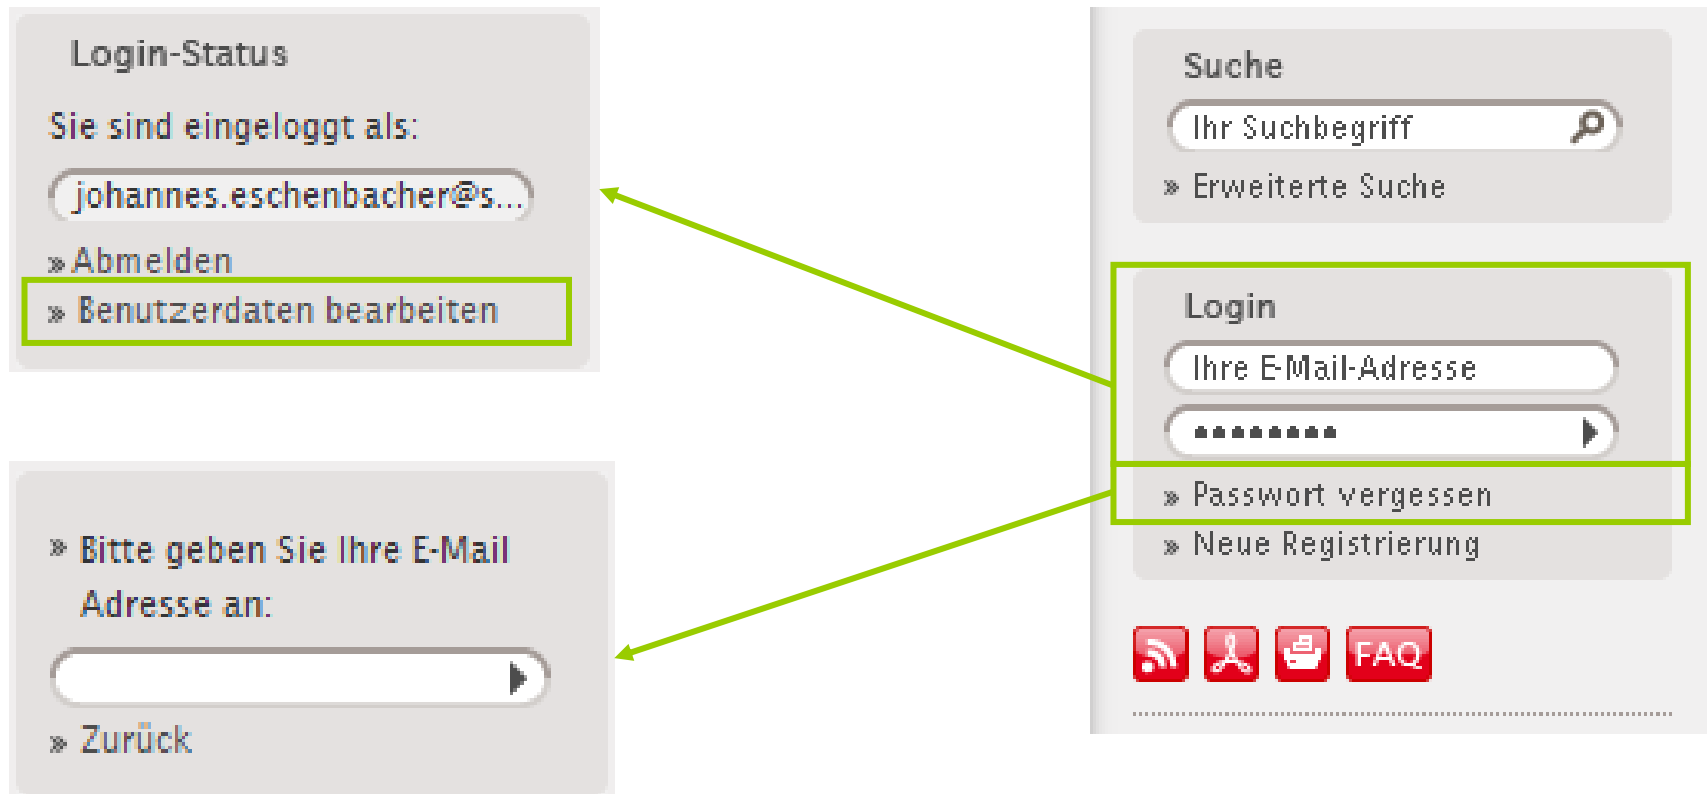 Login-Status
Sie sind eingeloggt als:
johannes.eschenbacher@s...
» Abmelden
» Benutzerdaten bearbeiten
» Bitte geben Sie Ihre E-Mail
Adresse an:
» Zurück
Suche
Ihr Suchbegriff
» Erweiterte Suche
Login
Ihre E-Mail-Adresse
••••••••
» Passwort vergessen
» Neue Registrierung
FAQ